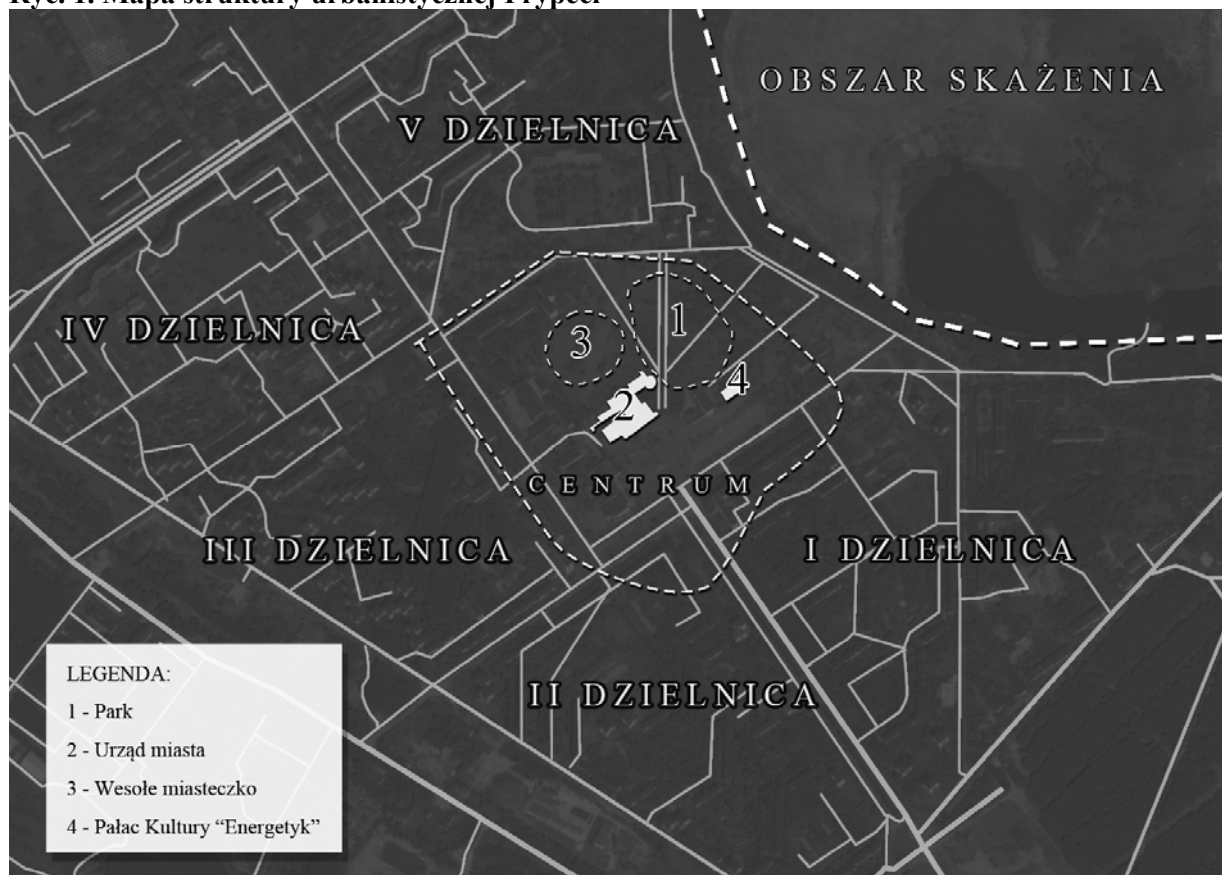 Ryc. 1. Mapa struktury urbanistycznej Prypeci
OBSZAR SKAŻENIA
V DZIELNICA
IV DZIELNICA
1
3
4
2
CENTRUM
III DZIELNICA
I DZIELNICA
II DZIELNICA
LEGENDA:
1 - Park
2 - Urząd miasta
3 - Wesołe miasteczko
4 - Pałac Kultury “Energetyk”